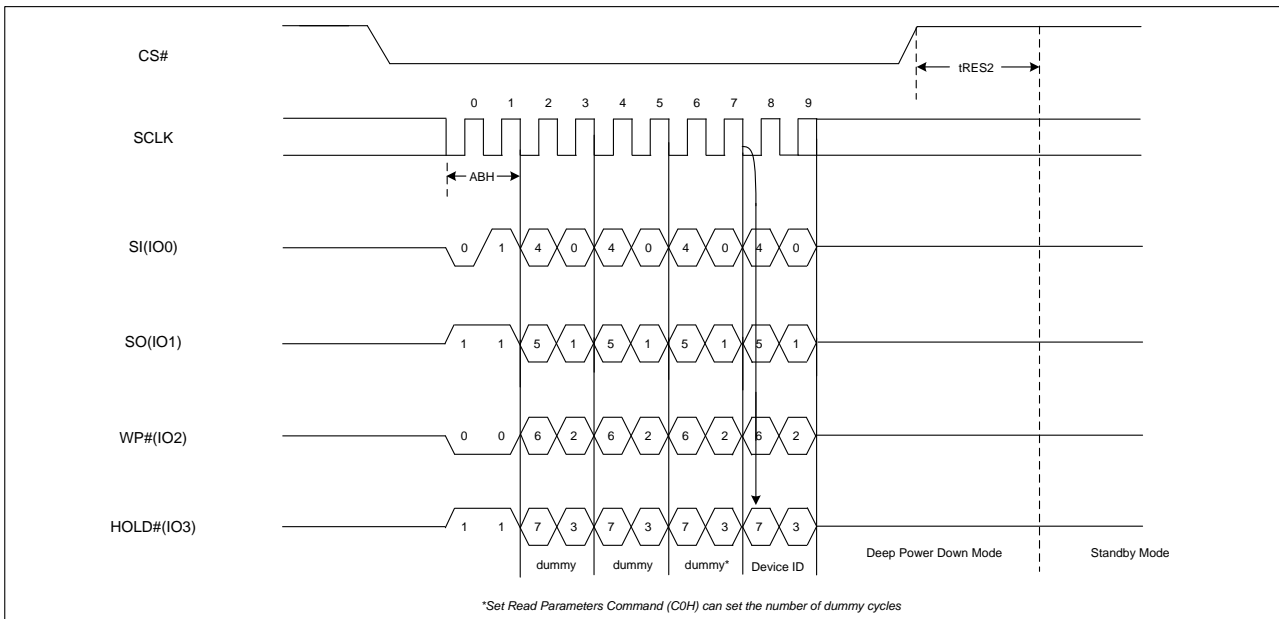 CS#
tRES2
0 1 2 3 4 5 6 7 8 9
SCLK
ABH
SI(IO0) 0 1 4 0 4 0 4 0 4 0
SO(IO1) 1 1 5 1 5 1 5 1 5 1
WP#(IO2) 0 0 6 2 6 2 6 2 6 2
HOLD#(IO3) 1 1 7 3 7 3 7 3 7 3
dummy dummy dummy* Device ID Deep Power Down Mode Standby Mode
*Set Read Parameters Command (C0H) can set the number of dummy cycles